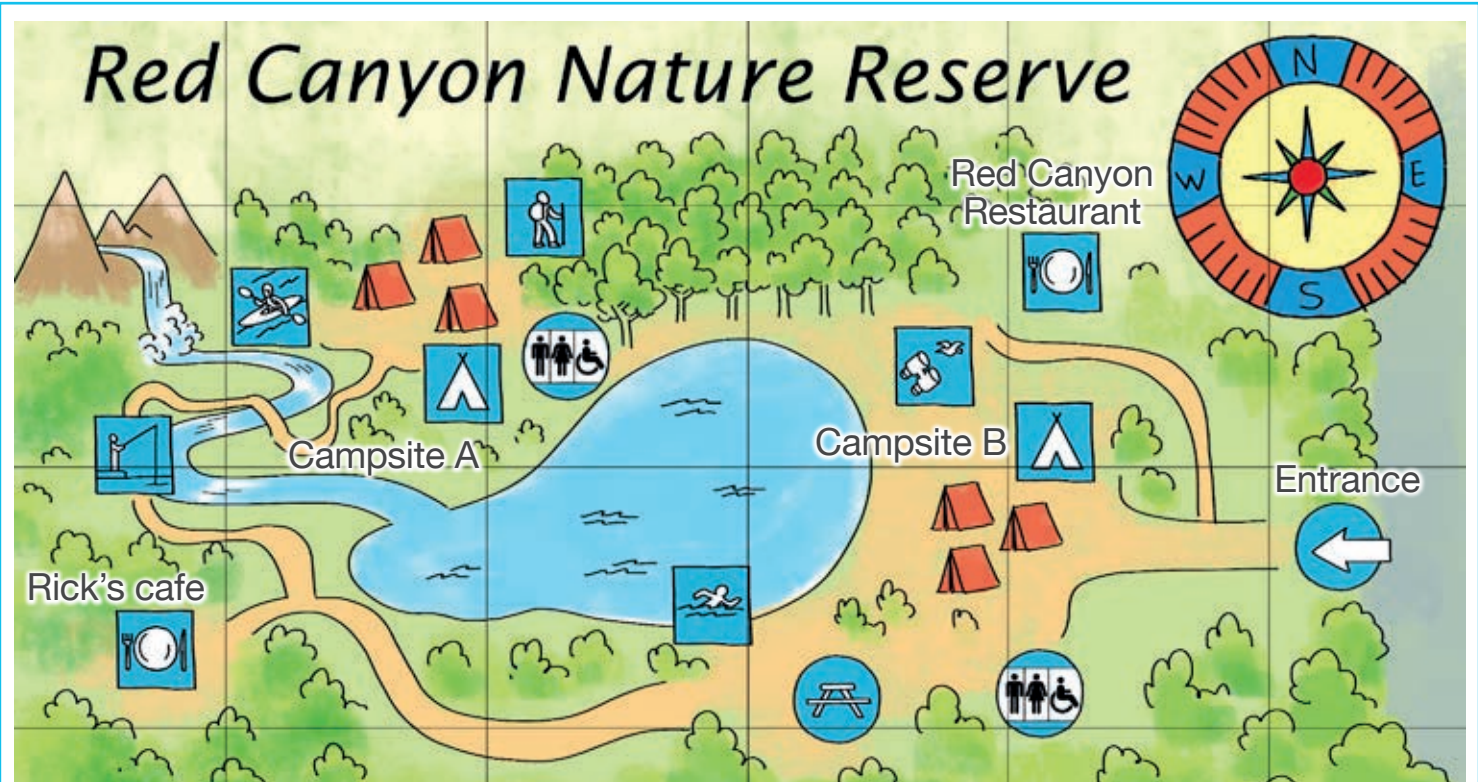 Red Canyon Nature Reserve
N
Red Canyon
Restaurant
W
E
S
Campsite A
Campsite B
Entrance
Rick's cafe